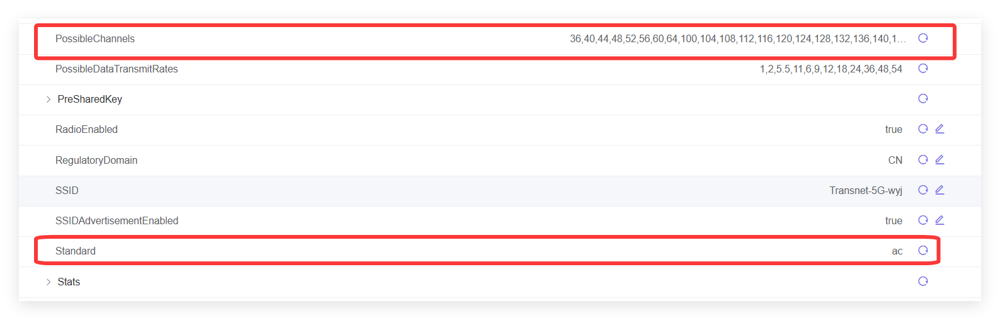 PossibleChannels 36,40,44,48,52,56,60,64,100,104,108,112,116,120,124,128,132,136,140,1...
PossibleDataTransmitRates 1,2,5.5,11,6,9,12,18,24,36,48,54
PreSharedKey
RadioEnabled true
RegulatoryDomain CN
SSID Transnet-5G-wyj
SSIDAdvertisementEnabled true
Standard ac
Stats